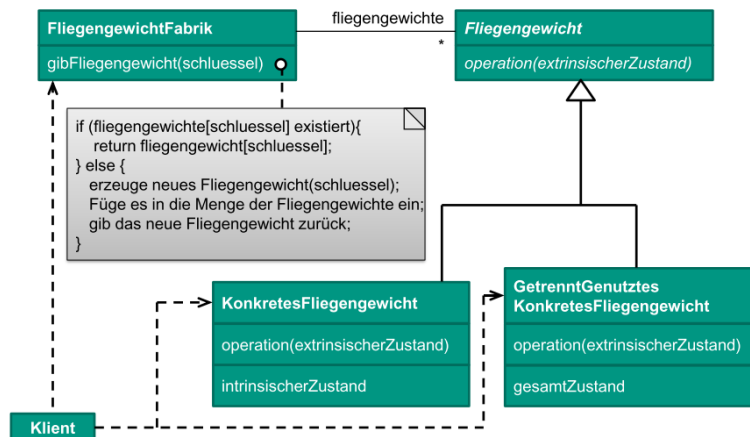 FliegengewichtFabrik
gibFliegengewicht(schluessel)
fliegengewichte
*
Fliegengewicht
operation(extrinsischerZustand)
if (fliegengewichte[schluessel] existiert){
return fliegengewicht[schluessel];
} else {
erzeuge neues Fliegengewicht(schluessel);
Füge es in die Menge der Fliegengewichte ein;
gib das neue Fliegengewicht zurück;
}
KonkretesFliegengewicht
operation(extrinsischerZustand)
intrinsischerZustand
GetrenntGenutztes
KonkretesFliegengewicht
operation(extrinsischerZustand)
gesamtZustand
Klient